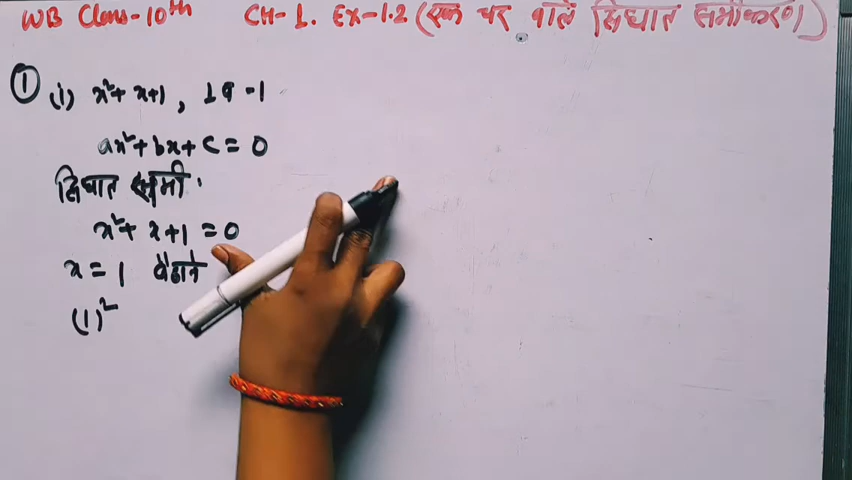 WB Class-10th CH-1. Ex-1.2 (एक चर वाले द्विघात समीकरण)
① (i) x²+x+1, 1 व -1
ax²+bx+c=0
द्विघात समी.
x²+x+1=0
x=1 बैठाने
(1)²